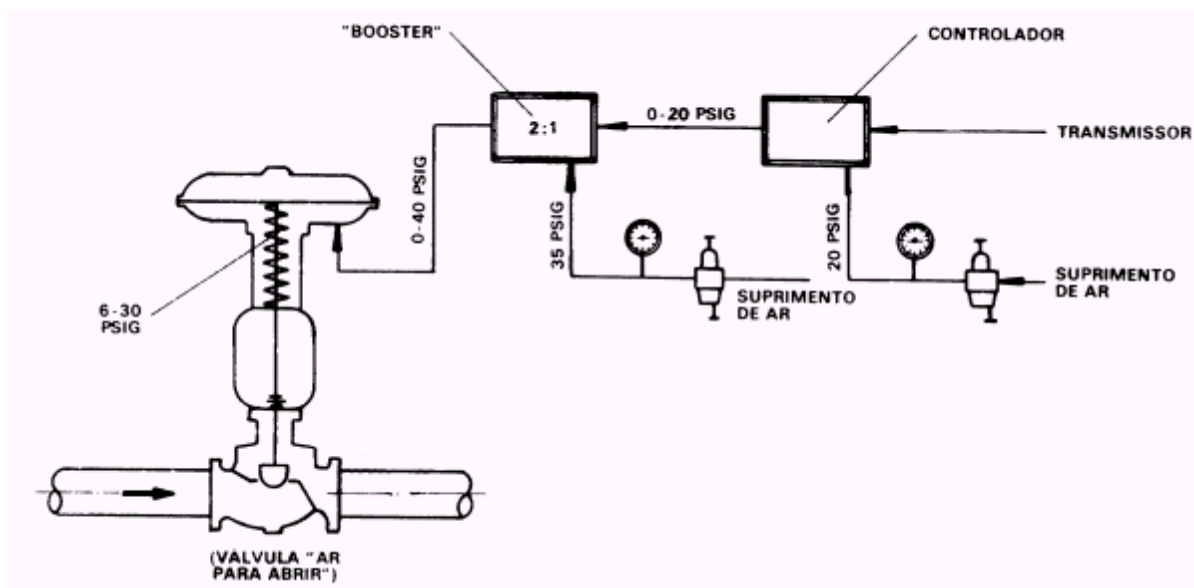 "BOOSTER"
CONTROLADOR
2:1
0-20 PSIG
TRANSMISSOR
0-40 PSIG
35 PSIG
20 PSIG
SUPRIMENTO
DE AR
SUPRIMENTO
DE AR
6-30
PSIG
(VÁLVULA "AR
PARA ABRIR")